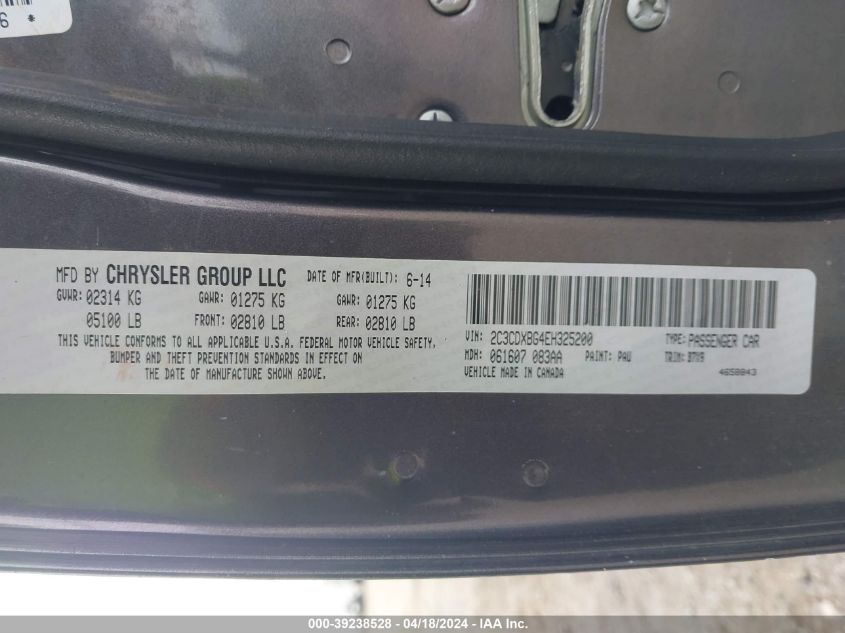 6 *
MFD BY CHRYSLER GROUP LLC DATE OF MFR(BUILT): 6-14
GVWR: 02314 KG GAWR: 01275 KG GAWR: 01275 KG
05100 LB FRONT: 02810 LB REAR: 02810 LB
THIS VEHICLE CONFORMS TO ALL APPLICABLE U.S.A. FEDERAL MOTOR VEHICLE SAFETY,
BUMPER AND THEFT PREVENTION STANDARDS IN EFFECT ON
THE DATE OF MANUFACTURE SHOWN ABOVE.
VIN: 2C3CDXBG4EH325200 TYPE: PASSENGER CAR
MDH: 061607 083AA PAINT: PAU TRIM: B7X9
VEHICLE MADE IN CANADA 4658843
000-39238528 - 04/18/2024 - IAA Inc.